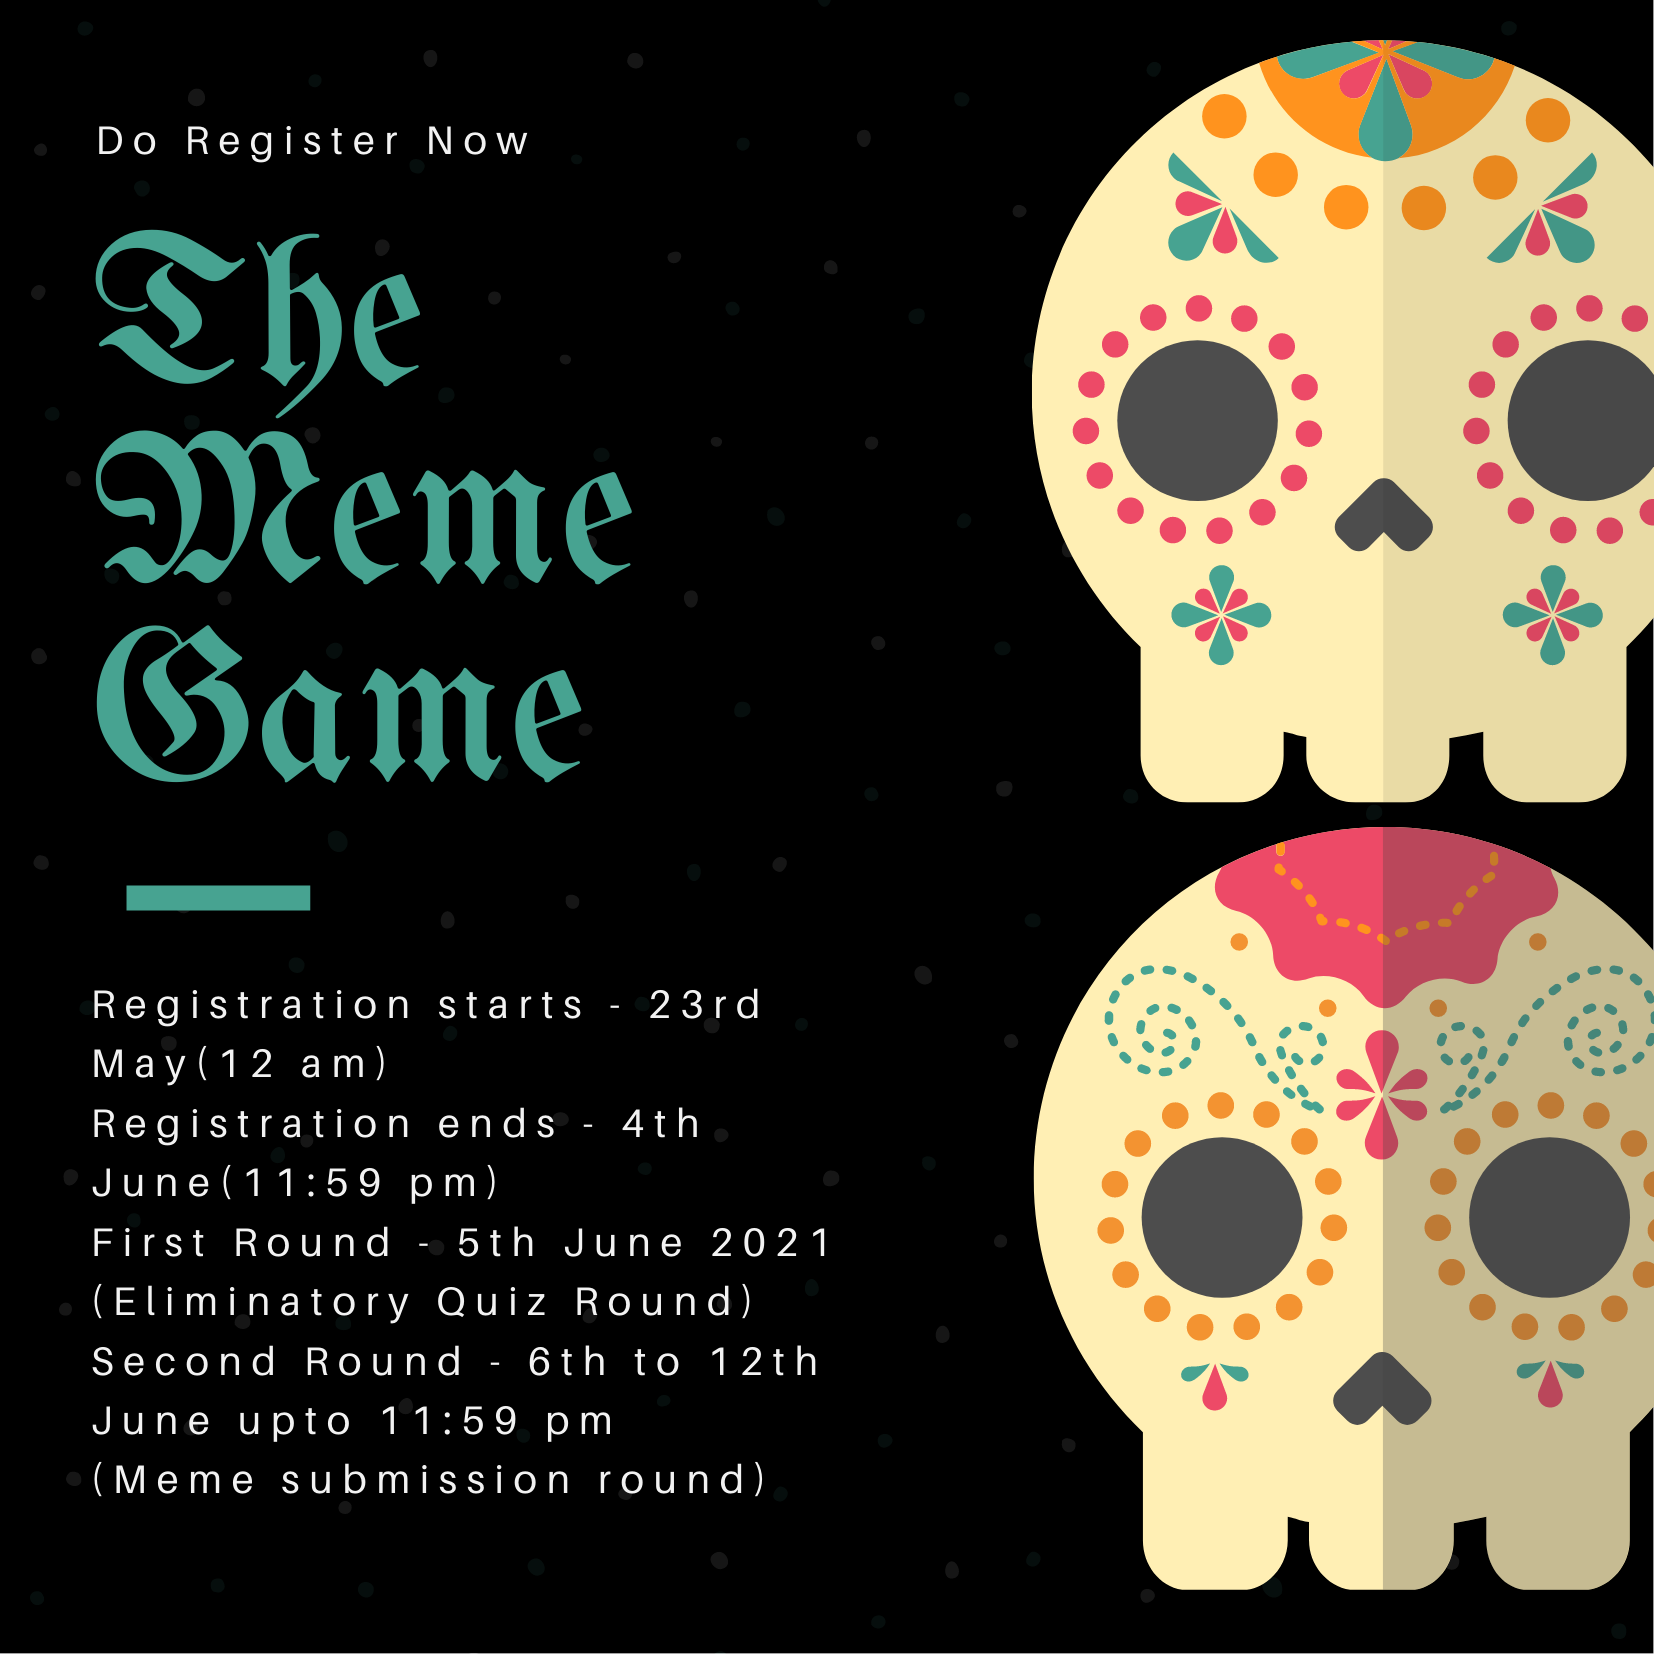 Do Register Now
The
Meme
Game
Registration starts - 23rd
May(12 am)
Registration ends - 4th
June(11:59 pm)
First Round - 5th June 2021
(Eliminatory Quiz Round)
Second Round - 6th to 12th
June upto 11:59 pm
(Meme submission round)